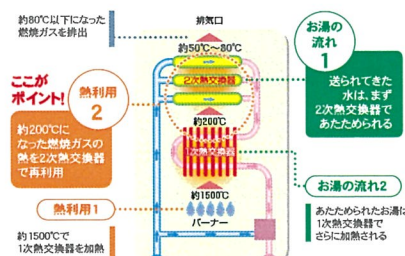 約80℃以下になった
燃焼ガスを排出
排気口
約50℃～80℃
お湯の
流れ
1
ここが
ポイント!
熱利用
2
2次熱交換器
送られてきた
水は、まず
2次熱交換器で
あたためられる
約200℃に
なった燃焼ガスの
熱を2次熱交換器
で再利用
約200℃
1次熱交換器
お湯の流れ2
熱利用1
約1500℃
バーナー
あたためられたお湯は
1次熱交換器で
さらに加熱される
約1500℃で
1次熱交換器を加熱